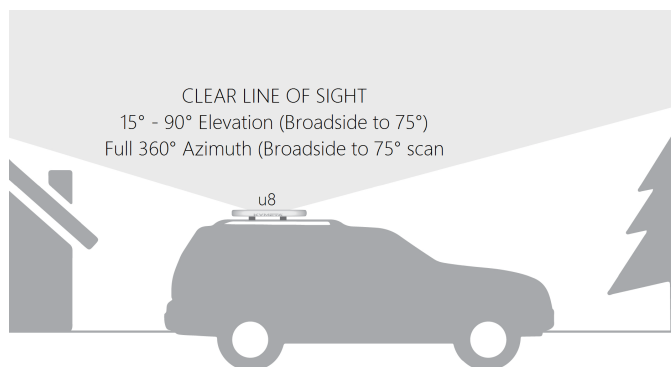 CLEAR LINE OF SIGHT
15° - 90° Elevation (Broadside to 75°)
Full 360° Azimuth (Broadside to 75° scan
u8